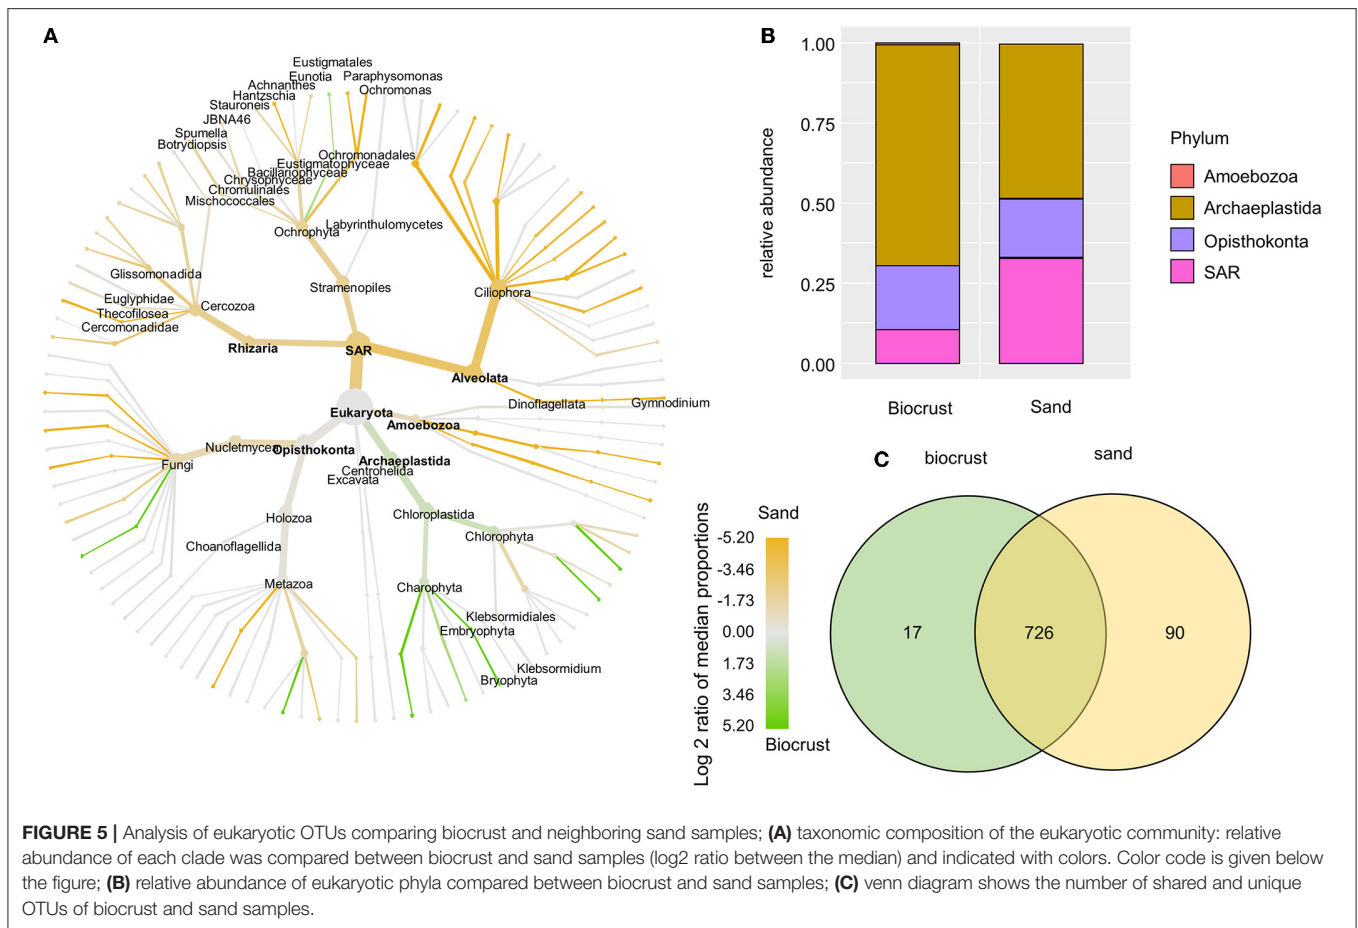 A
Eustigmatales
Eunotia
Paraphysomonas
Achnanthes
Ochromonas
Hantzschia
Stauroneis
JBNA46
Spumella
Botrydiopsis
Ochromonadales
Eustigmatophyceae
Bacillariophyceae
Chrysophyceae
Chromulinales
Mischococcales
Labyrinthulomycetes
Ochrophyta
Glissomonadida
Stramenopiles
Ciliophora
Euglyphidae
Cercozoa
Thecofilosea
Cercomonadidae
Rhizaria
SAR
Alveolata
Dinoflagellata
Gymnodinium
Eukaryota
Amoebozoa
Nucletmycea
Opisthokonta
Fungi
Archaeplastida
Centrohelida
Excavata
Holozoa
Chloroplastida
Chlorophyta
Choanoflagellida
Metazoa
Charophyta
Klebsormidiales
Embryophyta
Klebsormidium
Bryophyta
Log 2 ratio of median proportions
Sand
-5.20
-3.46
-1.73
0.00
1.73
3.46
5.20
Biocrust
B
relative abundance
1.00
0.75
0.50
0.25
0.00
Biocrust
Sand
Phylum
Amoebozoa
Archaeplastida
Opisthokonta
SAR
C
biocrust
sand
17
726
90
FIGURE 5 | Analysis of eukaryotic OTUs comparing biocrust and neighboring sand samples; (A) taxonomic composition of the eukaryotic community: relative
abundance of each clade was compared between biocrust and sand samples (log2 ratio between the median) and indicated with colors. Color code is given below
the figure; (B) relative abundance of eukaryotic phyla compared between biocrust and sand samples; (C) venn diagram shows the number of shared and unique
OTUs of biocrust and sand samples.